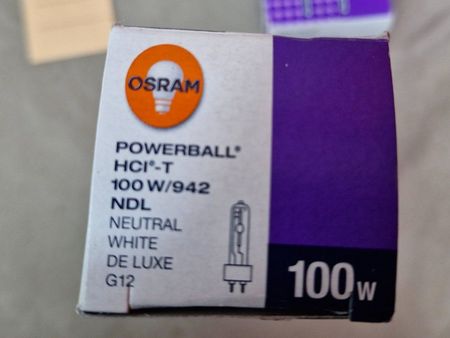 OSRAM
POWERBALL®
HCI®-T
100 W/942
NDL
NEUTRAL
WHITE
DE LUXE
G12
100W